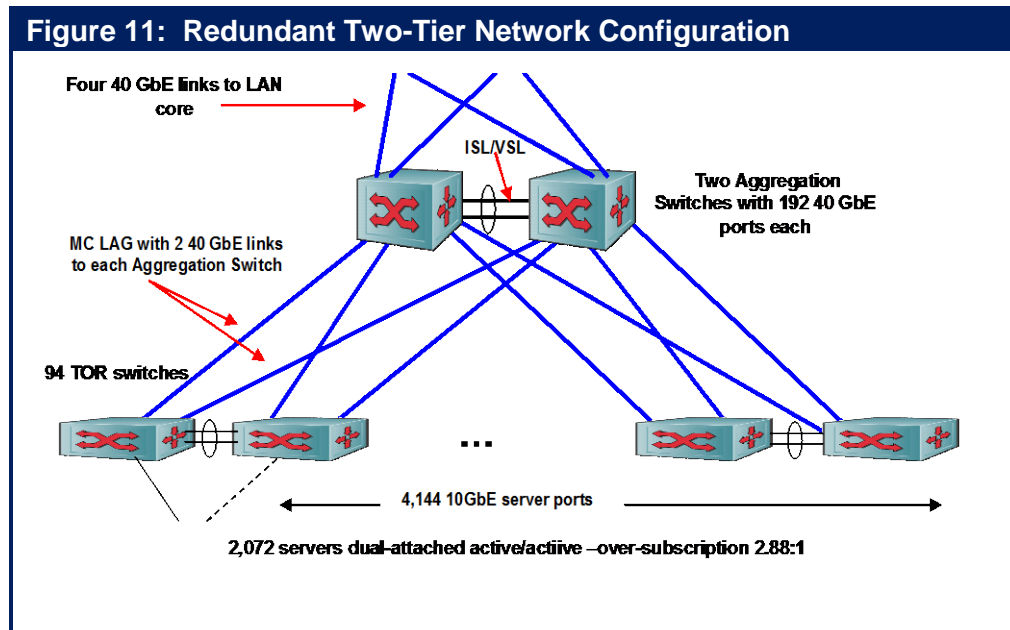 Figure 11: Redundant Two-Tier Network Configuration
Four 40 GbE links to LAN
core
ISL/VSL
Two Aggregation
Switches with 192 40 GbE
ports each
MC LAG with 2 40 GbE links
to each Aggregation Switch
94 TOR switches
...
4,144 10GbE server ports
2,072 servers dual-attached active/actiive –over-subscription 2.88:1